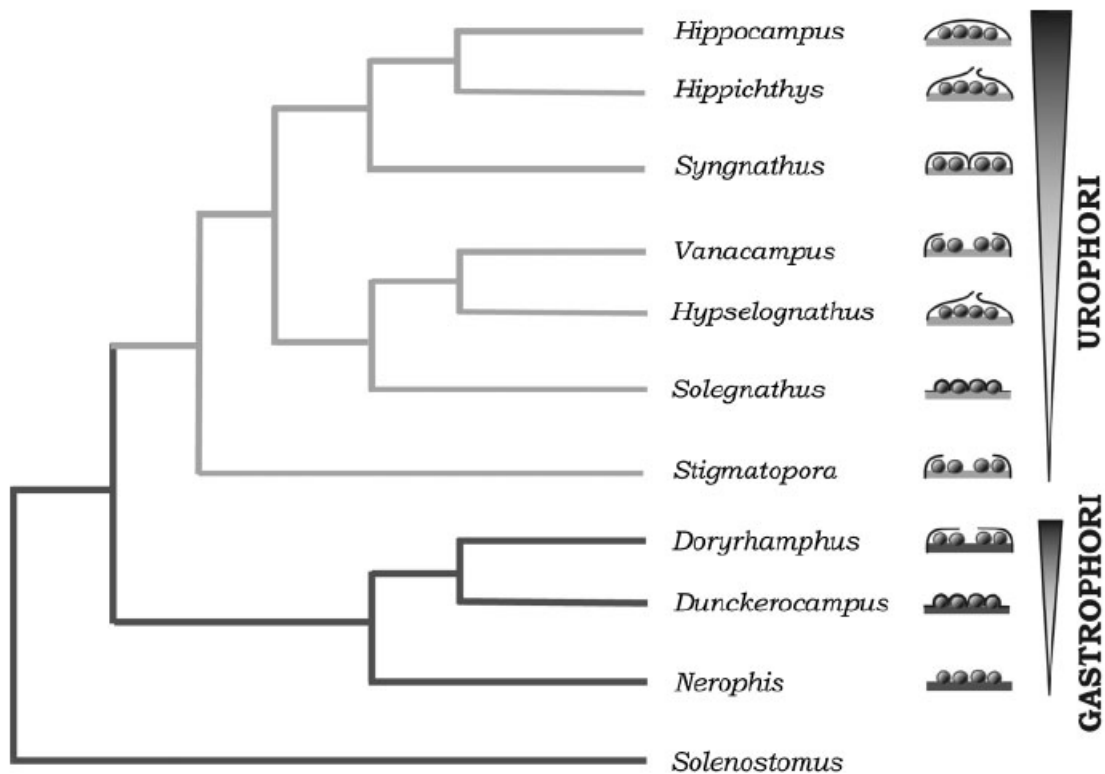 Hippocampus
Hippichthys
Syngnathus
Vanacampus
Hypselognathus
Solegnathus
Stigmatopora
Doryrhamphus
Dunckerocampus
Nerophis
Solenostomus
UROPHORI
GASTROPHORI